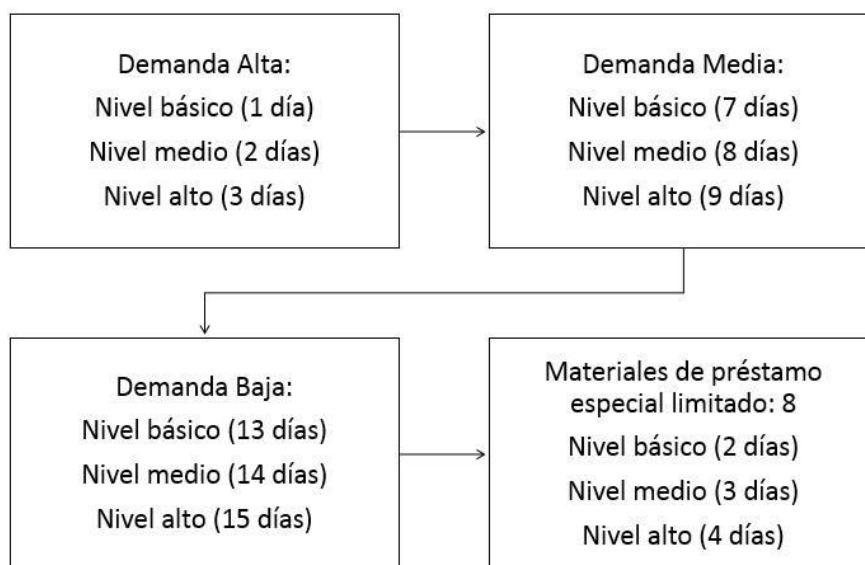 Demanda Alta:
Nivel básico (1 día)
Nivel medio (2 días)
Nivel alto (3 días)
Demanda Media:
Nivel básico (7 días)
Nivel medio (8 días)
Nivel alto (9 días)
Demanda Baja:
Nivel básico (13 días)
Nivel medio (14 días)
Nivel alto (15 días)
Materiales de préstamo
especial limitado: 8
Nivel básico (2 días)
Nivel medio (3 días)
Nivel alto (4 días)